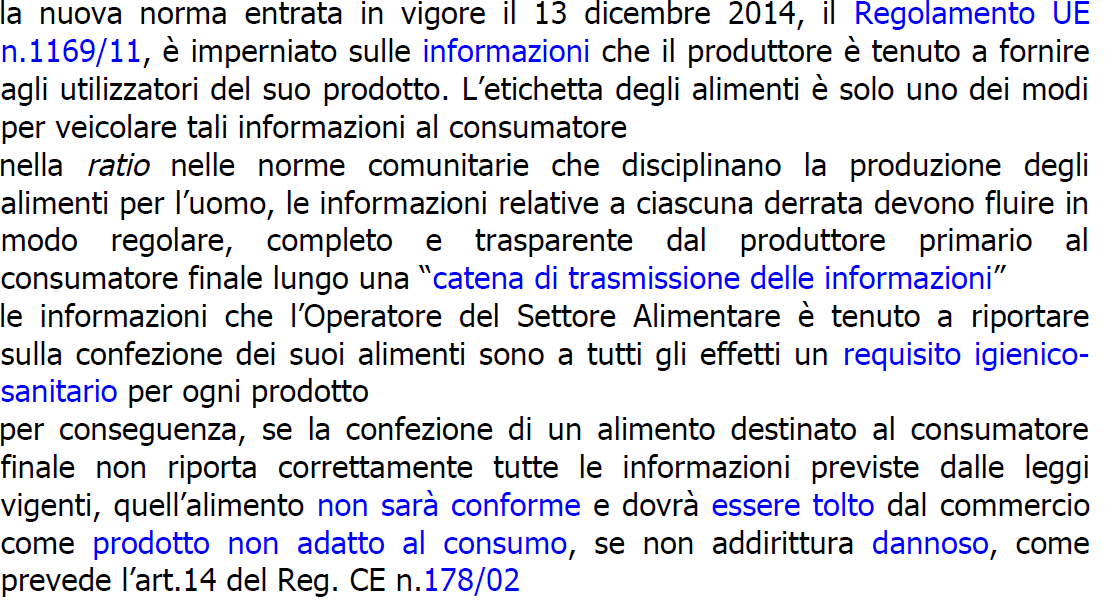 la nuova norma entrata in vigore il 13 dicembre 2014, il Regolamento UE
n.1169/11, è imperniato sulle informazioni che il produttore è tenuto a fornire
agli utilizzatori del suo prodotto. L’etichetta degli alimenti è solo uno dei modi
per veicolare tali informazioni al consumatore
nella ratio nelle norme comunitarie che disciplinano la produzione degli
alimenti per l’uomo, le informazioni relative a ciascuna derrata devono fluire in
modo regolare, completo e trasparente dal produttore primario al
consumatore finale lungo una “catena di trasmissione delle informazioni”
le informazioni che l’Operatore del Settore Alimentare è tenuto a riportare
sulla confezione dei suoi alimenti sono a tutti gli effetti un requisito igienico-
sanitario per ogni prodotto
per conseguenza, se la confezione di un alimento destinato al consumatore
finale non riporta correttamente tutte le informazioni previste dalle leggi
vigenti, quell’alimento non sarà conforme e dovrà essere tolto dal commercio
come prodotto non adatto al consumo, se non addirittura dannoso, come
prevede l’art.14 del Reg. CE n.178/02